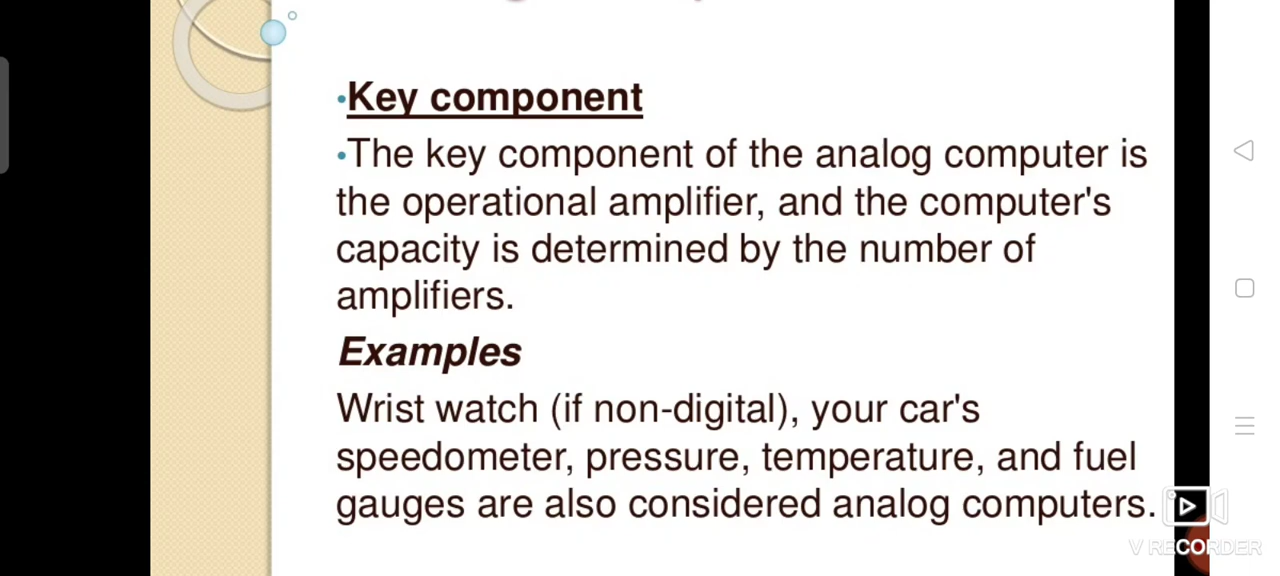 •Key component
•The key component of the analog computer is
the operational amplifier, and the computer's
capacity is determined by the number of
amplifiers.
Examples
Wrist watch (if non-digital), your car's
speedometer, pressure, temperature, and fuel
gauges are also considered analog computers.
V RECORDER